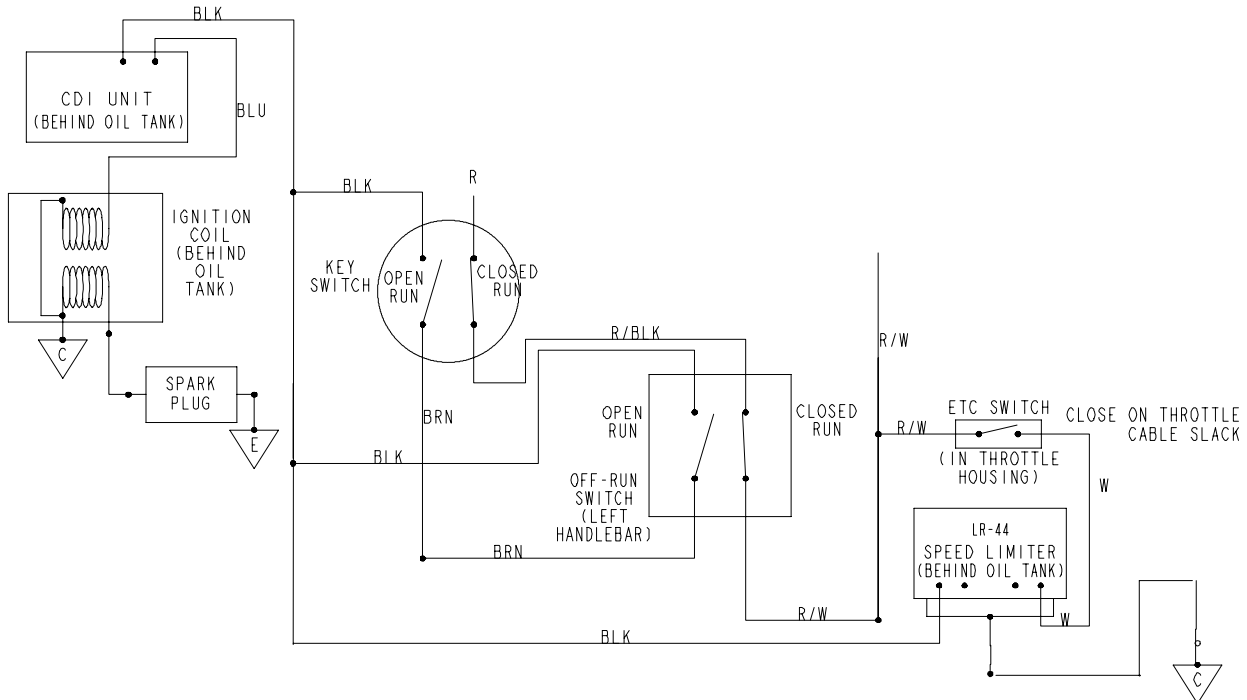 BLK
CDI UNIT
(BEHIND OIL TANK)
BLU
BLK
R
IGNITION
COIL
(BEHIND
OIL
TANK)
KEY
SWITCH
OPEN
RUN
CLOSED
RUN
C
R/BLK
R/W
SPARK
PLUG
E
BRN
OPEN
RUN
CLOSED
RUN
ETC SWITCH
CLOSE ON THROTTLE
CABLE SLACK
R/W
(IN THROTTLE
HOUSING)
BLK
OFF-RUN
SWITCH
(LEFT
HANDLEBAR)
W
BRN
LR-44
SPEED LIMITER
(BEHIND OIL TANK)
R/W
W
BLK
C